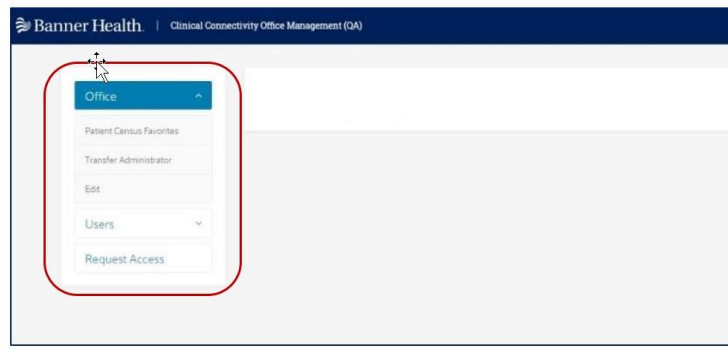 Banner Health. | Clinical Connectivity Office Management (QA)
Office
Patient Census Favorites
Transfer Administrator
Edit
Users
Request Access